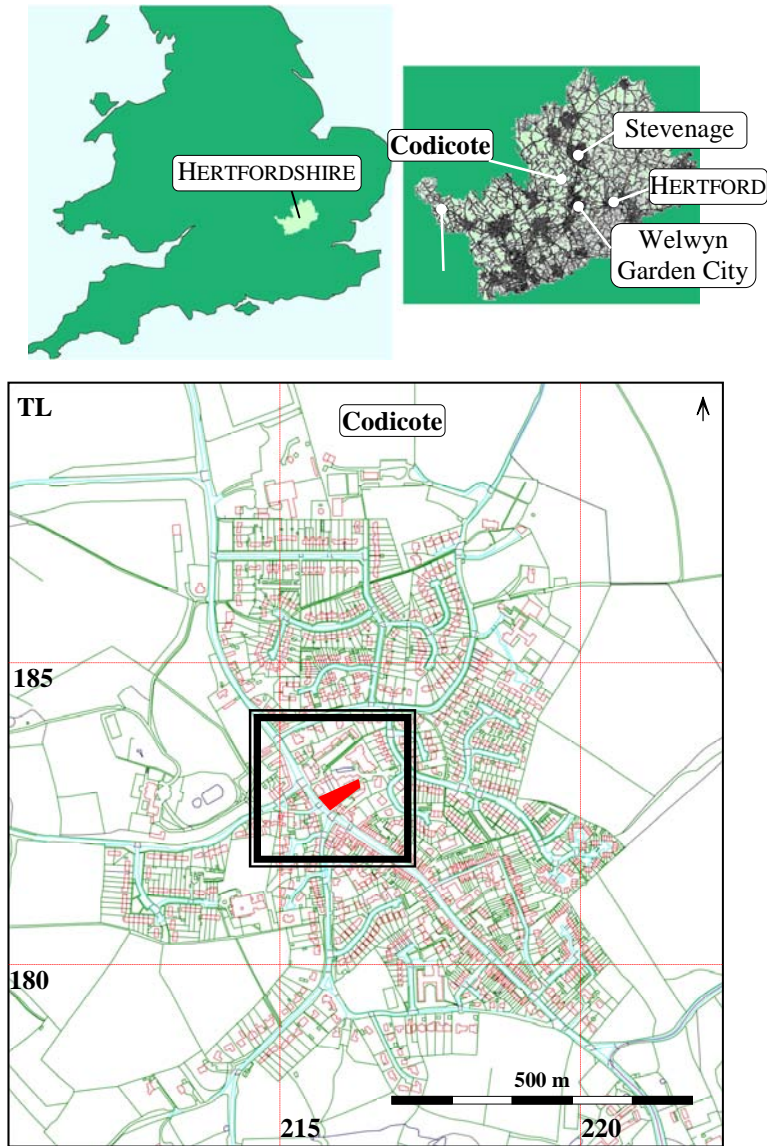 HERTFORDSHIRE
Stevenage
Codicote
HERTFORD
Welwyn
Garden City
TL
Codicote
185
180
500 m
215
220